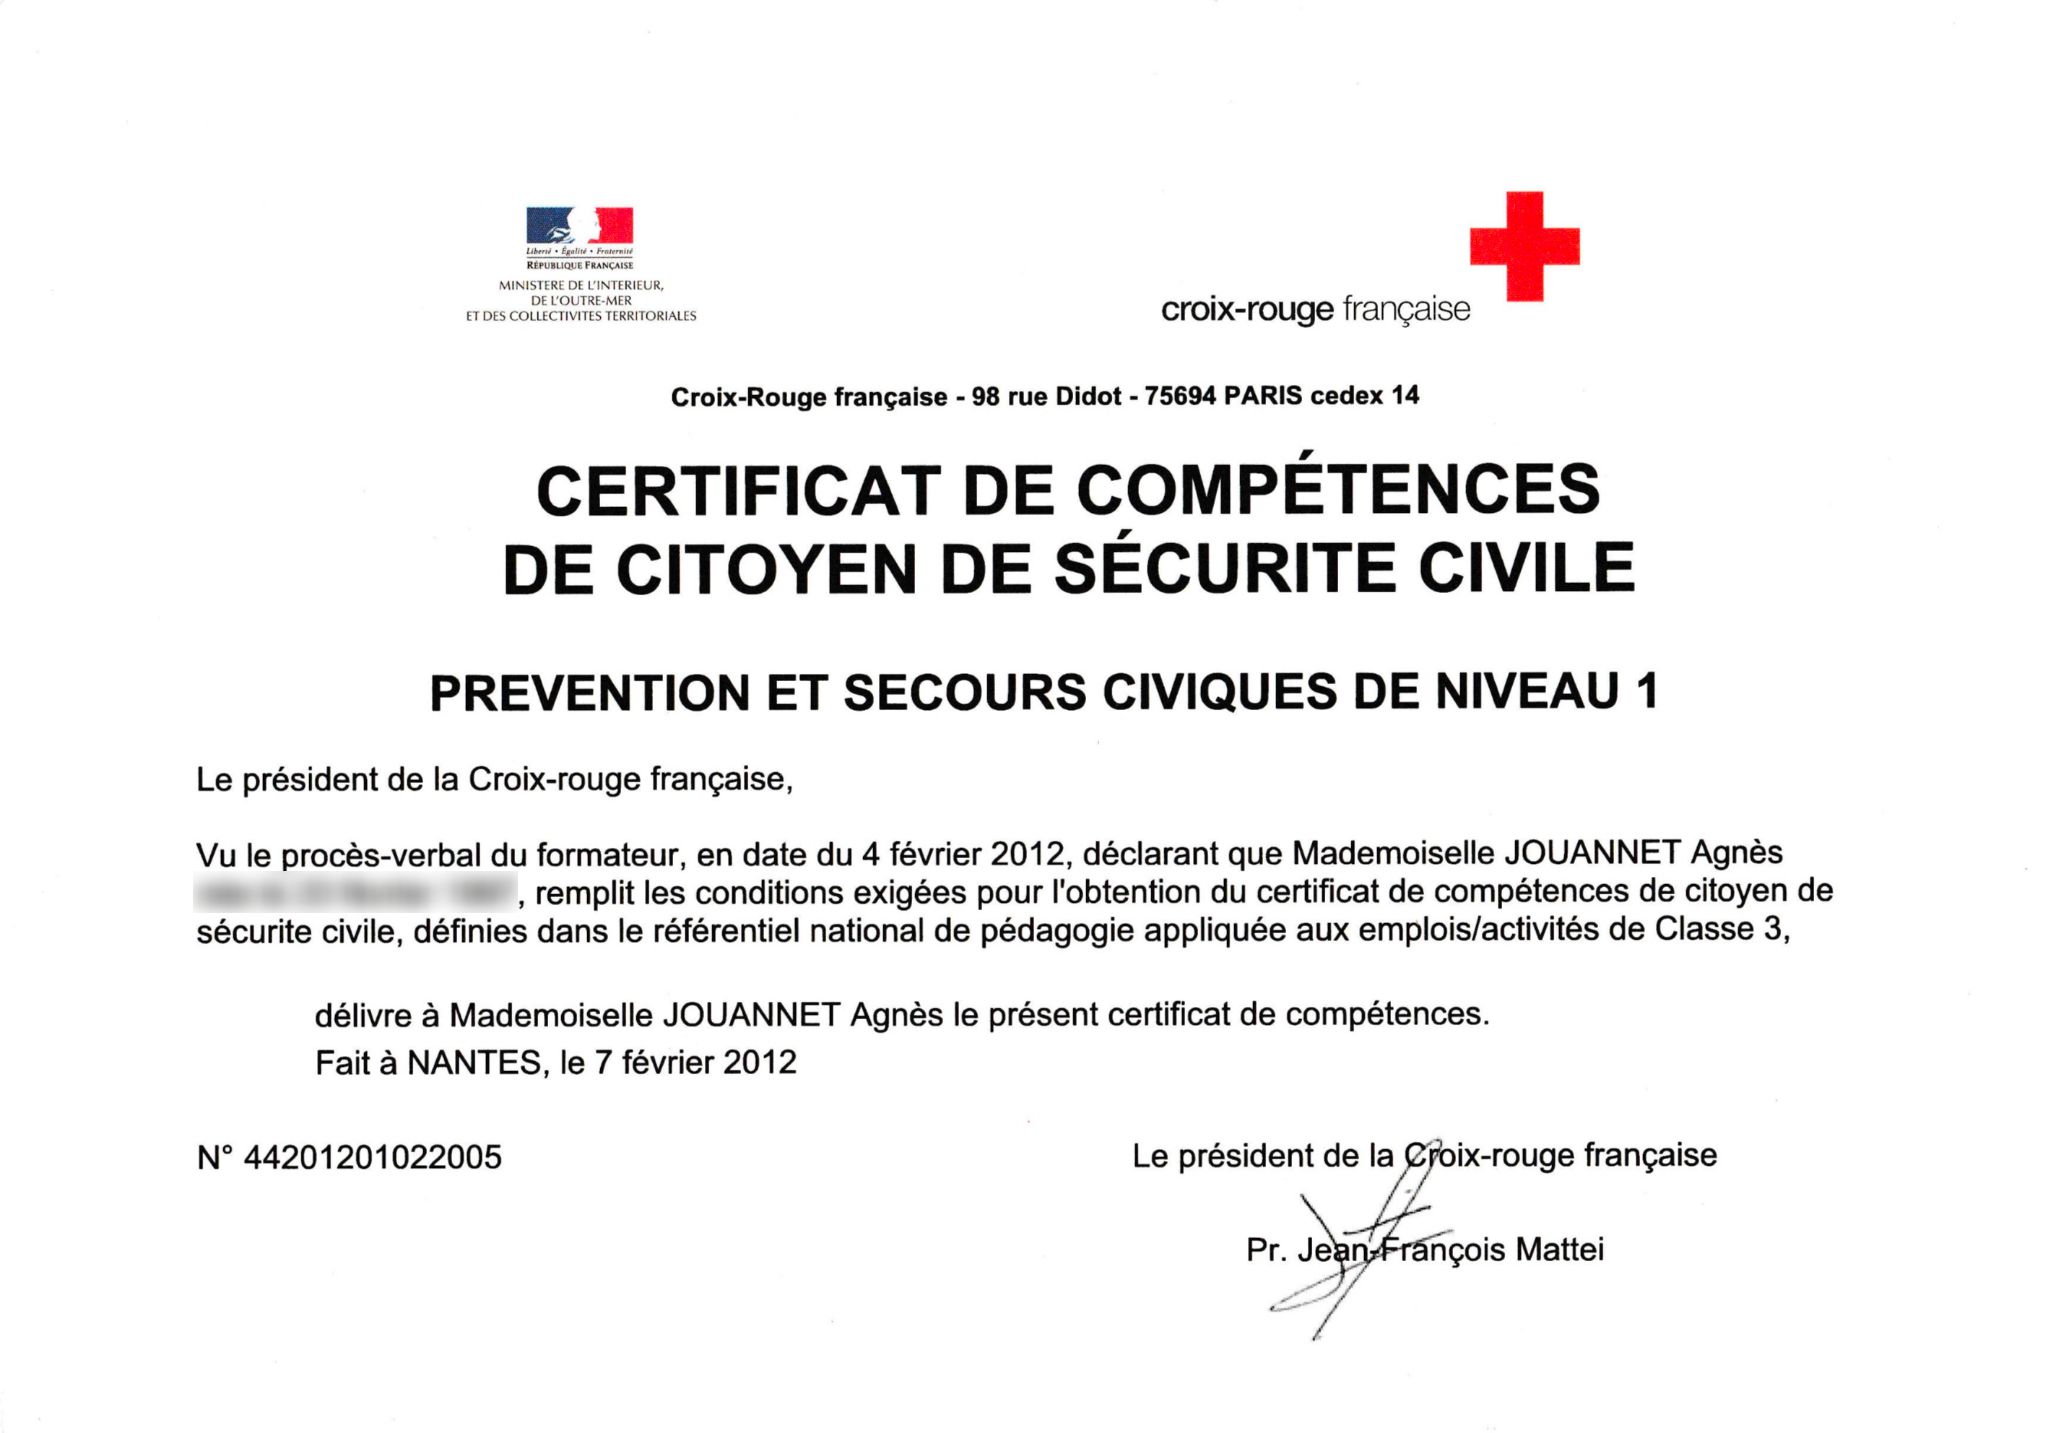 Liberté • Égalité • Fraternité
RÉPUBLIQUE FRANÇAISE
MINISTERE DE L'INTERIEUR,
DE L'OUTRE-MER
ET DES COLLECTIVITES TERRITORIALES
croix-rouge française
Croix-Rouge française - 98 rue Didot - 75694 PARIS cedex 14
CERTIFICAT DE COMPÉTENCES
DE CITOYEN DE SÉCURITE CIVILE
PREVENTION ET SECOURS CIVIQUES DE NIVEAU 1
Le président de la Croix-rouge française,
Vu le procès-verbal du formateur, en date du 4 février 2012, déclarant que Mademoiselle JOUANNET Agnès
, remplit les conditions exigées pour l'obtention du certificat de compétences de citoyen de
sécurite civile, définies dans le référentiel national de pédagogie appliquée aux emplois/activités de Classe 3,
délivre à Mademoiselle JOUANNET Agnès le présent certificat de compétences.
Fait à NANTES, le 7 février 2012
N° 44201201022005
Le président de la Croix-rouge française
Pr. Jean-François Mattei